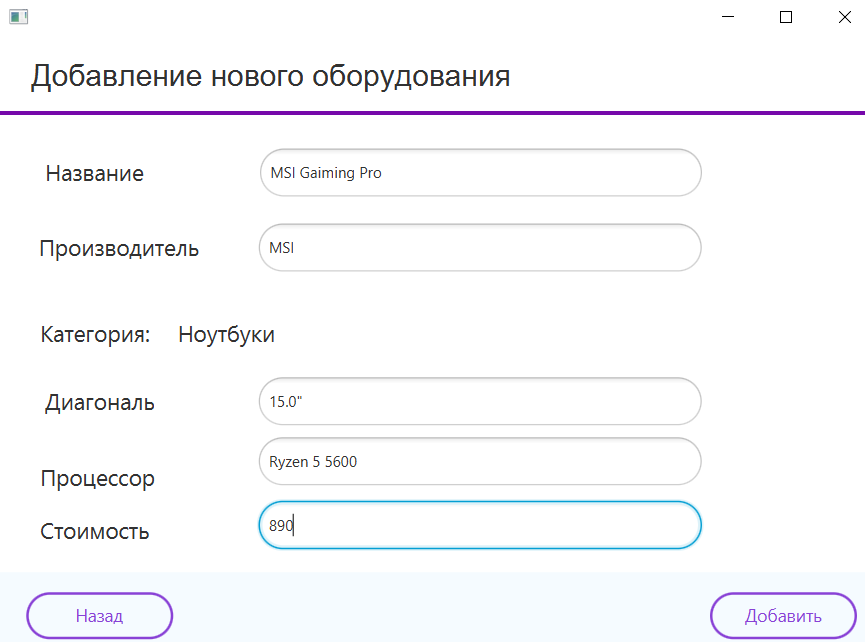 Добавление нового оборудования
Название
MSI Gaiming Pro
Производитель
MSI
Категория: Ноутбуки
Диагональ
15.0"
Процессор
Ryzen 5 5600
Стоимость
890
Назад
Добавить